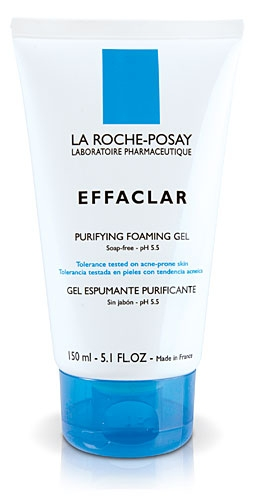 LA ROCHE-POSAY
LABORATOIRE PHARMACEUTIQUE
EFFACLAR
PURIFYING FOAMING GEL
Soap-free - pH 5.5
Tolerance tested on acne-prone skin
Tolerancia testada en pieles con tendencia acneica
GEL ESPUMANTE PURIFICANTE
Sin jabón - pH 5.5
150 ml - 5.1 FL.OZ - Made in France